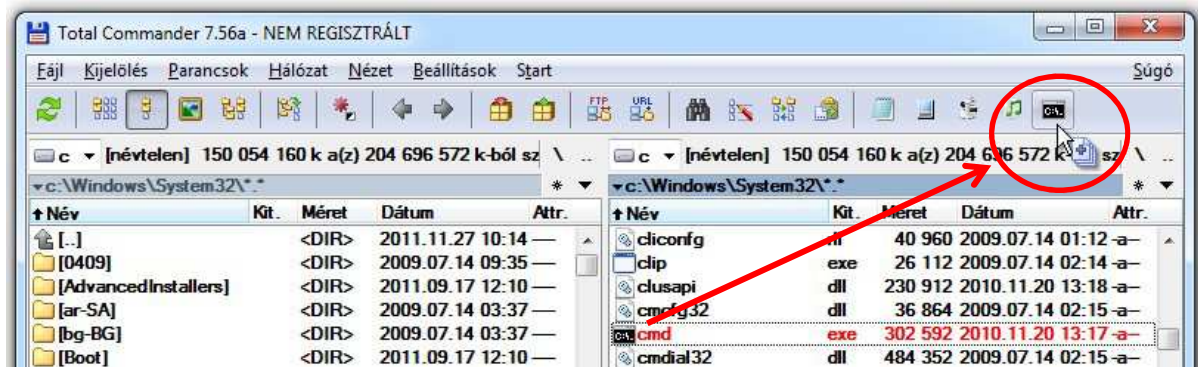 Total Commander 7.56a - NEM REGISZTRÁLT
Fájl Kijelölés Parancsok Hálózat Nézet Beállítások Start Súgó
FTP URL C:\.
c [névtelen] 150 054 160 k a(z) 204 696 572 k-ból sz \ .. c [névtelen] 150 054 160 k a(z) 204 696 572 k- sz \ ..
c:\Windows\System32\*.* * c:\Windows\System32\*.* *
Név Kit. Méret Dátum Attr. Név Kit. Méret Dátum Attr.
[..] <DIR> 2011.11.27 10:14 — cliconfg 40 960 2009.07.14 01:12 -a--
[0409] <DIR> 2009.07.14 09:35 — clip exe 26 112 2009.07.14 02:14 -a--
[AdvancedInstallers] <DIR> 2011.09.17 12:10 — clusapi dll 230 912 2010.11.20 13:18 -a--
[ar-SA] <DIR> 2009.07.14 03:37 — cmcfg32 dll 36 864 2009.07.14 02:15 -a--
[bg-BG] <DIR> 2009.07.14 03:37 — cmd exe 302 592 2010.11.20 13:17 -a--
[Boot] <DIR> 2011.09.17 12:10 — cmdial32 dll 484 352 2009.07.14 02:15 -a--